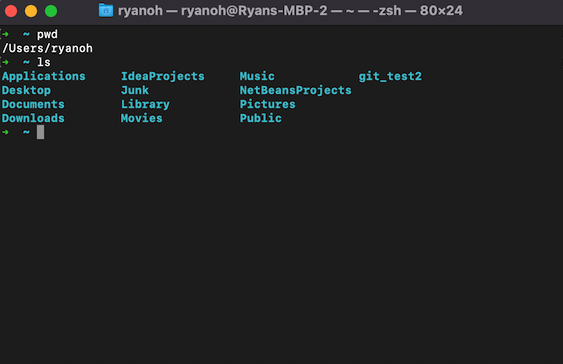 ryanoh — ryanoh@Ryans-MBP-2 — ~ — -zsh — 80×24
[➜  ~ pwd
/Users/ryanoh
[➜  ~ ls
Applications IdeaProjects Music git_test2
Desktop Junk NetBeansProjects
Documents Library Pictures
Downloads Movies Public
➜  ~